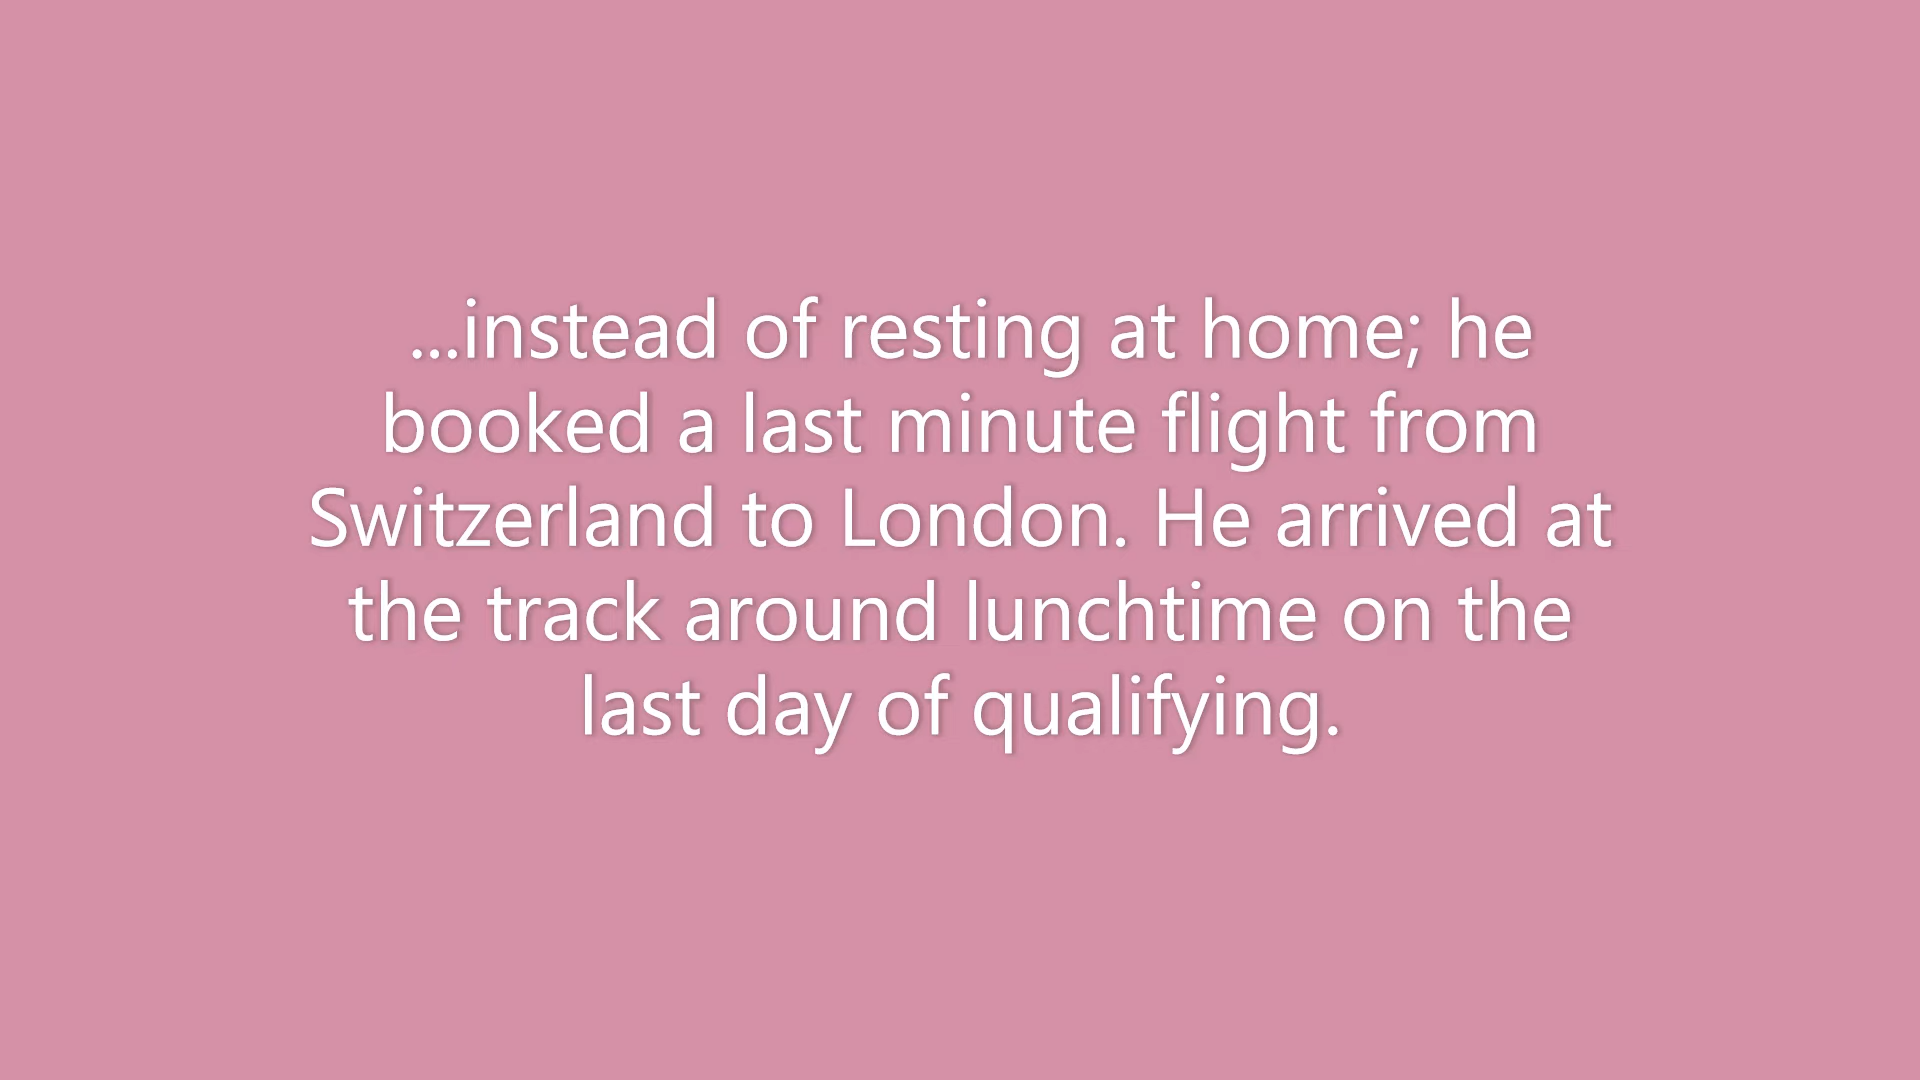 ...instead of resting at home; he
booked a last minute flight from
Switzerland to London. He arrived at
the track around lunchtime on the
last day of qualifying.